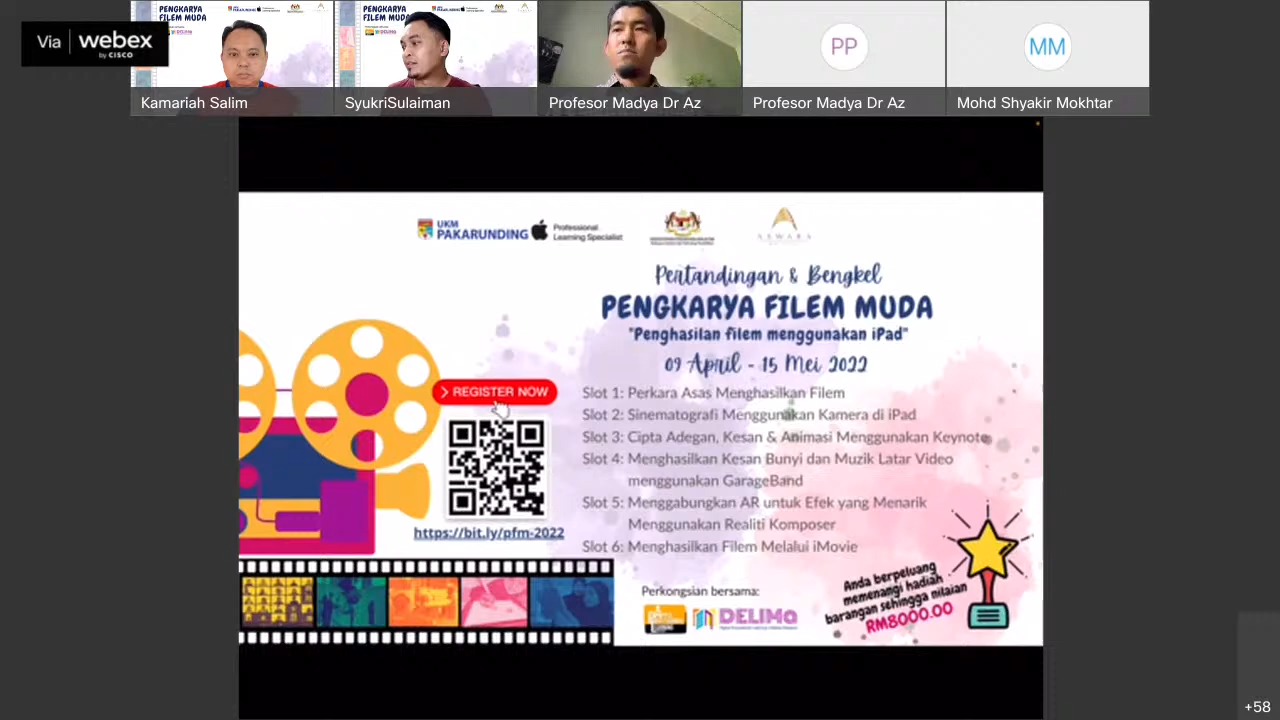 Via webex
by CISCO
PENGKARYA
FILEM MUDA
PENGKARYA
FILEM MUDA
Kamariah Salim
SyukriSulaiman
Profesor Madya Dr Az
PP
Profesor Madya Dr Az
MM
Mohd Shyakir Mokhtar
UKM
PAKARUNDING
Professional
Learning Specialist
ASWARA
Pertandingan & Bengkel
PENGKARYA FILEM MUDA
"Penghasilan filem menggunakan iPad"
09 April - 15 Mei 2022
> REGISTER NOW
https://bit.ly/pfm-2022
Slot 1: Perkara Asas Menghasilkan Filem
Slot 2: Sinematografi Menggunakan Kamera di iPad
Slot 3: Cipta Adegan, Kesan & Animasi Menggunakan Keynote
Slot 4: Menghasilkan Kesan Bunyi dan Muzik Latar Video
menggunakan GarageBand
Slot 5: Menggabungkan AR untuk Efek yang Menarik
Menggunakan Realiti Komposer
Slot 6: Menghasilkan Filem Melalui iMovie
Perkongsian bersama:
DELIMa
Anda berpeluang
memenangi hadiah
barangan sehingga nilaian
RM8000.00
+58